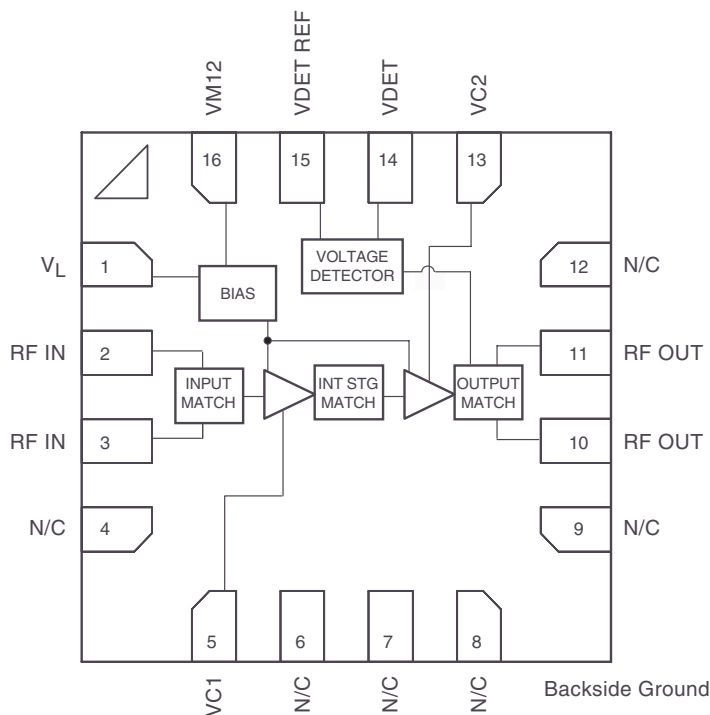 VM12
VDET REF
VDET
VC2
16
15
14
13
VL
1
BIAS
VOLTAGE
DETECTOR
12
N/C
RF IN
2
INPUT
MATCH
INT STG
MATCH
OUTPUT
MATCH
11
RF OUT
RF IN
3
10
RF OUT
N/C
4
9
N/C
5
6
7
8
VC1
N/C
N/C
N/C
Backside Ground